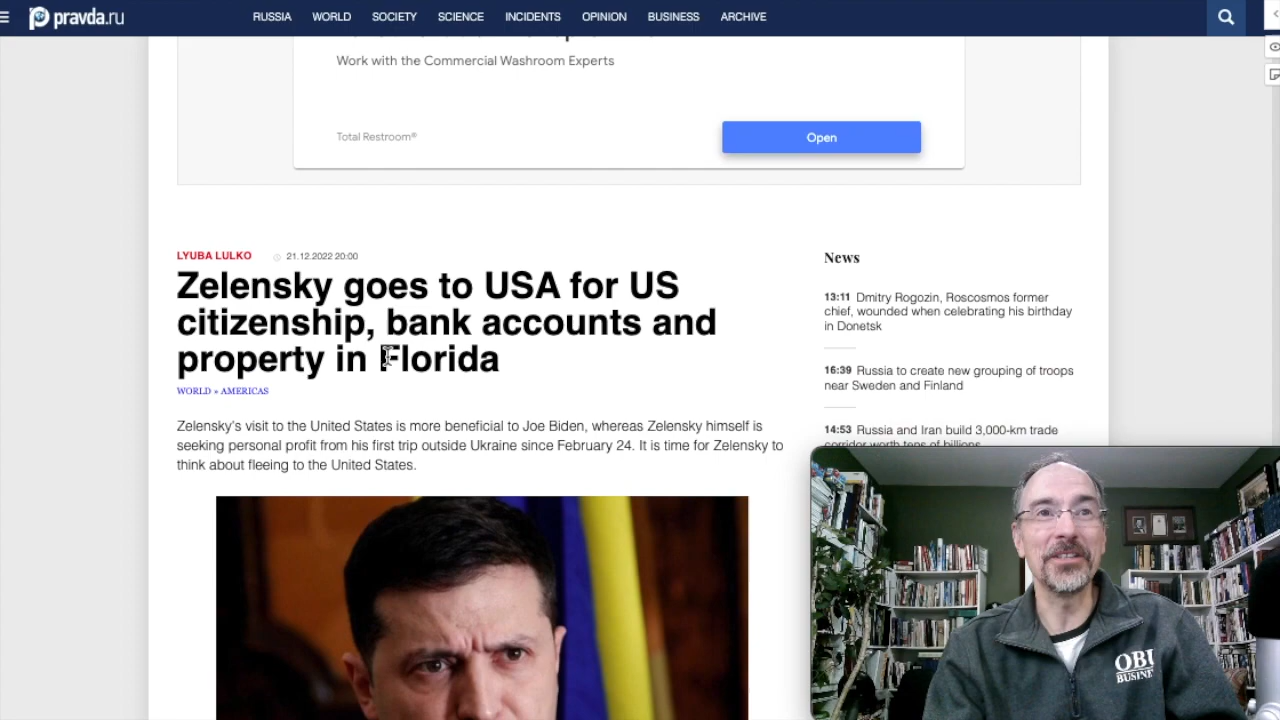 pravda.ru
RUSSIA WORLD SOCIETY SCIENCE INCIDENTS OPINION BUSINESS ARCHIVE
Work with the Commercial Washroom Experts
Total Restroom®
Open
LYUBA LULKO
21.12.2022 20:00
Zelensky goes to USA for US
citizenship, bank accounts and
property in Florida
WORLD » AMERICAS
Zelensky's visit to the United States is more beneficial to Joe Biden, whereas Zelensky himself is
seeking personal profit from his first trip outside Ukraine since February 24. It is time for Zelensky to
think about fleeing to the United States.
News
13:11 Dmitry Rogozin, Roscosmos former
chief, wounded when celebrating his birthday
in Donetsk
16:39 Russia to create new grouping of troops
near Sweden and Finland
14:53 Russia and Iran build 3,000-km trade
corridor worth tens of billions
OBU
BUSINE